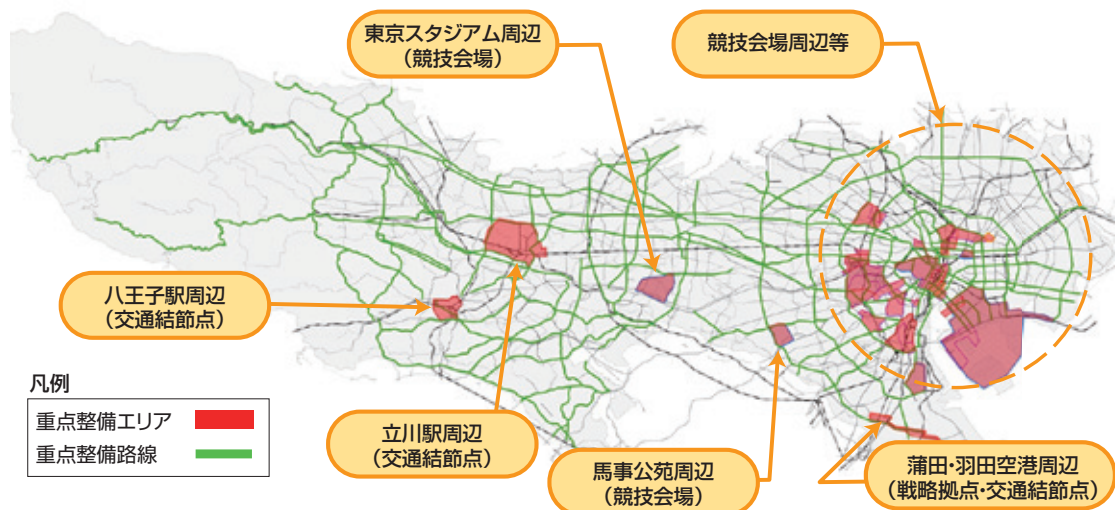 東京スタジアム周辺
(競技会場)
競技会場周辺等
八王子駅周辺
(交通結節点)
凡例
重点整備エリア
重点整備路線
立川駅周辺
(交通結節点)
馬事公苑周辺
(競技会場)
蒲田・羽田空港周辺
(戦略拠点・交通結節点)